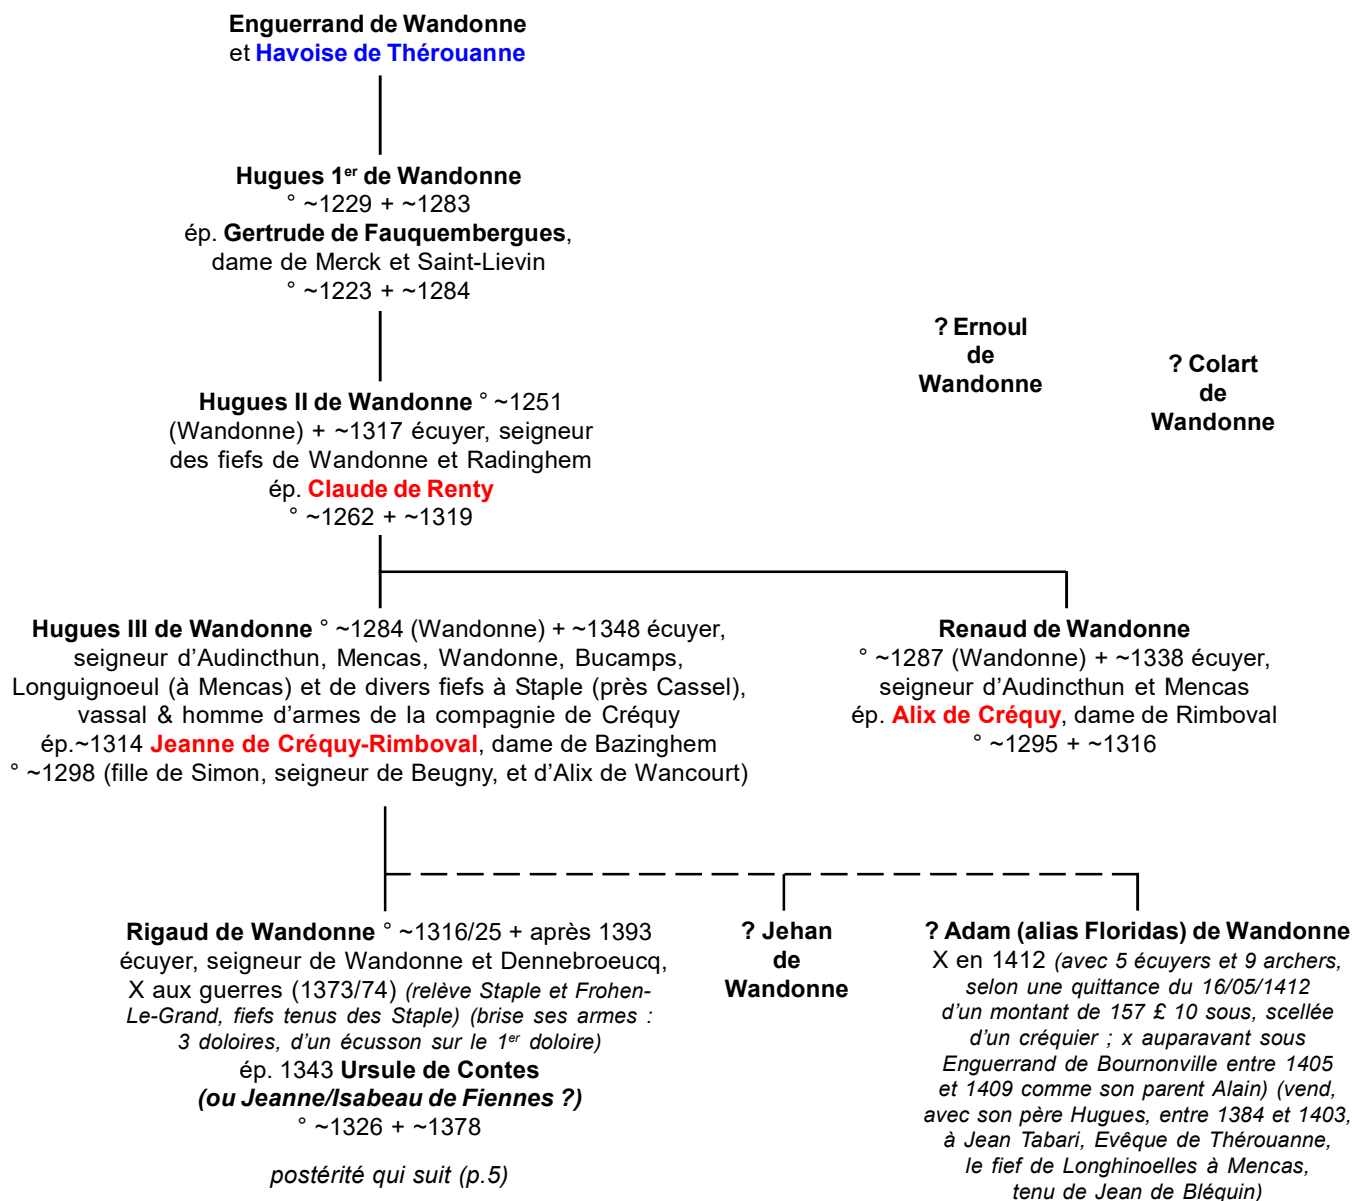 Enguerrand de Wandonne
et Havoise de Thérouanne
Hugues 1er de Wandonne
° ~1229 + ~1283
ép. Gertrude de Fauquembergues,
dame de Merck et Saint-Lievin
° ~1223 + ~1284
? Ernoul
de
Wandonne
? Colart
de
Wandonne
Hugues II de Wandonne ° ~1251
(Wandonne) + ~1317 écuyer, seigneur
des fiefs de Wandonne et Radinghem
ép. Claude de Renty
° ~1262 + ~1319
Hugues III de Wandonne ° ~1284 (Wandonne) + ~1348 écuyer,
seigneur d'Audincthun, Mencas, Wandonne, Bucamps,
Longuignoeul (à Mencas) et de divers fiefs à Staple (près Cassel),
vassal & homme d'armes de la compagnie de Créquy
ép.~1314 Jeanne de Créquy-Rimboval, dame de Bazinghem
° ~1298 (fille de Simon, seigneur de Beugny, et d'Alix de Wancourt)
Renaud de Wandonne
° ~1287 (Wandonne) + ~1338 écuyer,
seigneur d'Audincthun et Mencas
ép. Alix de Créquy, dame de Rimboval
° ~1295 + ~1316
Rigaud de Wandonne ° ~1316/25 + après 1393
écuyer, seigneur de Wandonne et Dennebroeucq,
X aux guerres (1373/74) (relève Staple et Frohen-
Le-Grand, fiefs tenus des Staple) (brise ses armes :
3 doloires, d'un écusson sur le 1er doloire)
ép. 1343 Ursule de Contes
(ou Jeanne/Isabeau de Fiennes ?)
° ~1326 + ~1378
postérité qui suit (p.5)
? Jehan
de
Wandonne
? Adam (alias Floridas) de Wandonne
X en 1412 (avec 5 écuyers et 9 archers,
selon une quittance du 16/05/1412
d'un montant de 157 £ 10 sous, scellée
d'un créquier ; x auparavant sous
Enguerrand de Bournonville entre 1405
et 1409 comme son parent Alain) (vend,
avec son père Hugues, entre 1384 et 1403,
à Jean Tabari, Evêque de Thérouanne,
le fief de Longhinoelles à Mencas,
tenu de Jean de Bléquin)